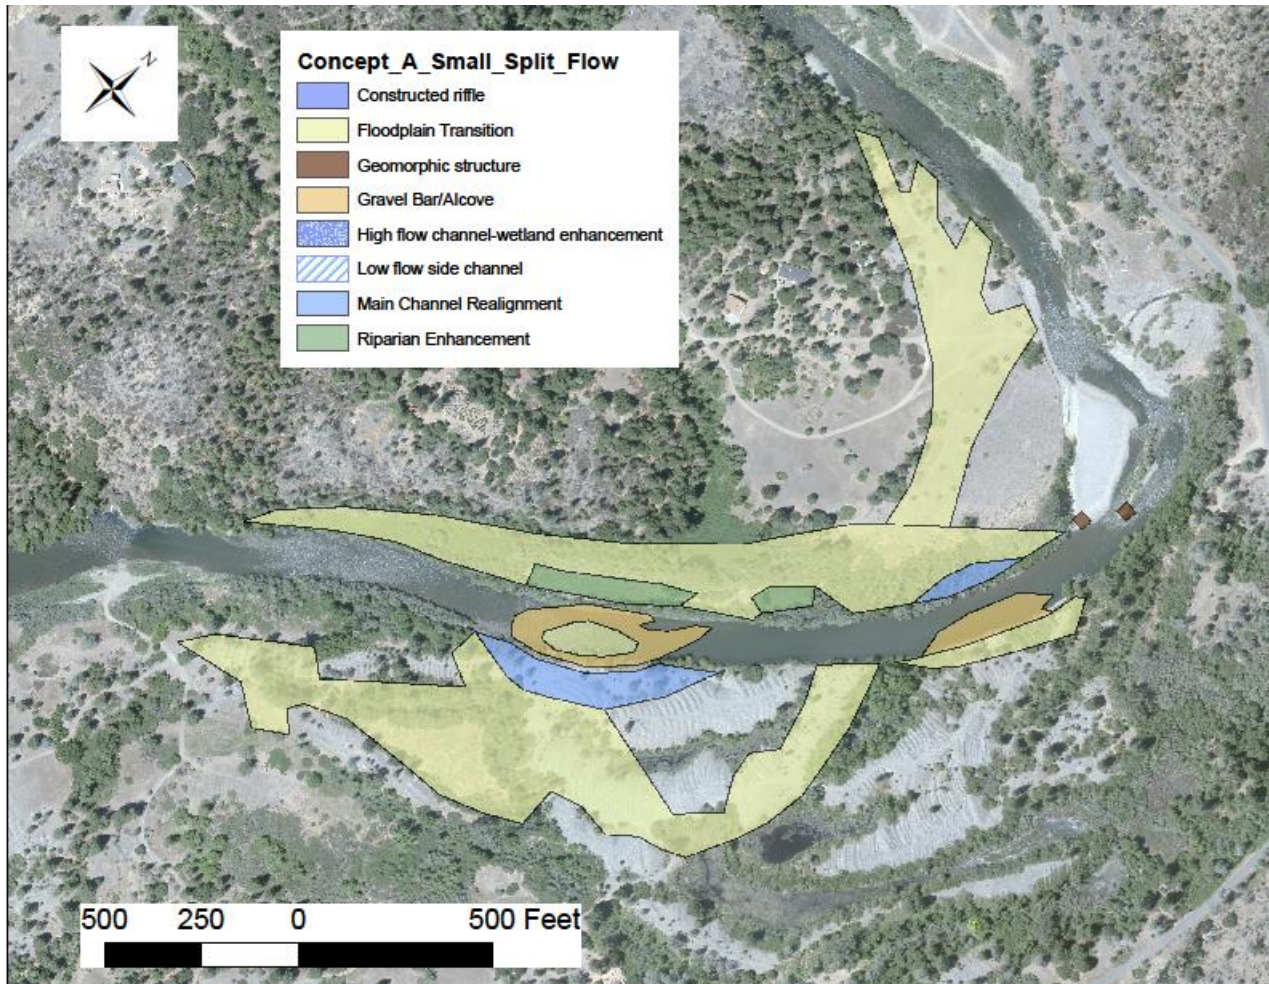 N
Concept_A_Small_Split_Flow
Constructed riffle
Floodplain Transition
Geomorphic structure
Gravel Bar/Alcove
High flow channel-wetland enhancement
Low flow side channel
Main Channel Realignment
Riparian Enhancement
500 250 0 500 Feet